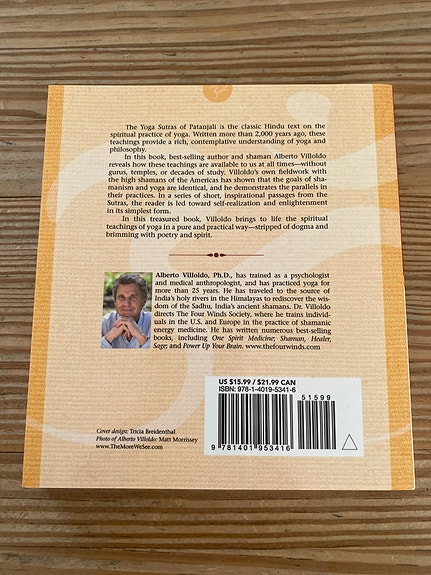 The Yoga Sutras of Patanjali is the classic Hindu text on the
spiritual practice of yoga. Written more than 2,000 years ago, these
teachings provide a rich, contemplative understanding of yoga and
philosophy.
In this book, best-selling author and shaman Alberto Villoldo
reveals how these teachings are available to us at all times—without
gurus, temples, or decades of study. Villoldo's own fieldwork with
the high shamans of the Americas has shown that the goals of sha-
manism and yoga are identical, and he demonstrates the parallels in
their practices. In a series of short, inspirational passages from the
Sutras, the reader is led toward self-realization and enlightenment
in its simplest form.
In this treasured book, Villoldo brings to life the spiritual
teachings of yoga in a pure and practical way—stripped of dogma and
brimming with poetry and spirit.
Alberto Villoldo, Ph.D., has trained as a psychologist
and medical anthropologist, and has practiced yoga for
more than 25 years. He has traveled to the source of
India's holy rivers in the Himalayas to rediscover the wis-
dom of the Sadhu, India's ancient shamans. Dr. Villoldo
directs The Four Winds Society, where he trains individ-
uals in the U.S. and Europe in the practice of shamanic
energy medicine. He has written numerous best-selling
books, including One Spirit Medicine; Shaman, Healer,
Sage; and Power Up Your Brain. www.thefourwinds.com
US $15.99 / $21.99 CAN
ISBN: 978-1-4019-5341-6
51599
9 781401 953416
Cover design: Tricia Breidenthal
Photo of Alberto Villoldo: Matt Morrissey
www.TheMoreWeSee.com